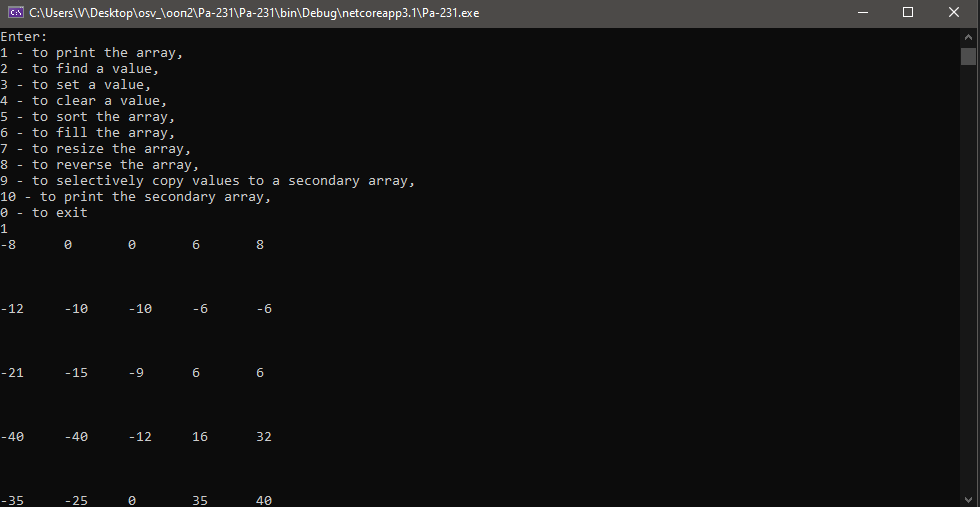 C:\Users\V\Desktop\osv_\ooп2\Pa-231\Pa-231\bin\Debug\netcoreapp3.1\Pa-231.exe
Enter:
1 - to print the array,
2 - to find a value,
3 - to set a value,
4 - to clear a value,
5 - to sort the array,
6 - to fill the array,
7 - to resize the array,
8 - to reverse the array,
9 - to selectively copy values to a secondary array,
10 - to print the secondary array,
0 - to exit
1
-8 0 0 6 8
-12 -10 -10 -6 -6
-21 -15 -9 6 6
-40 -40 -12 16 32
-35 -25 0 35 40